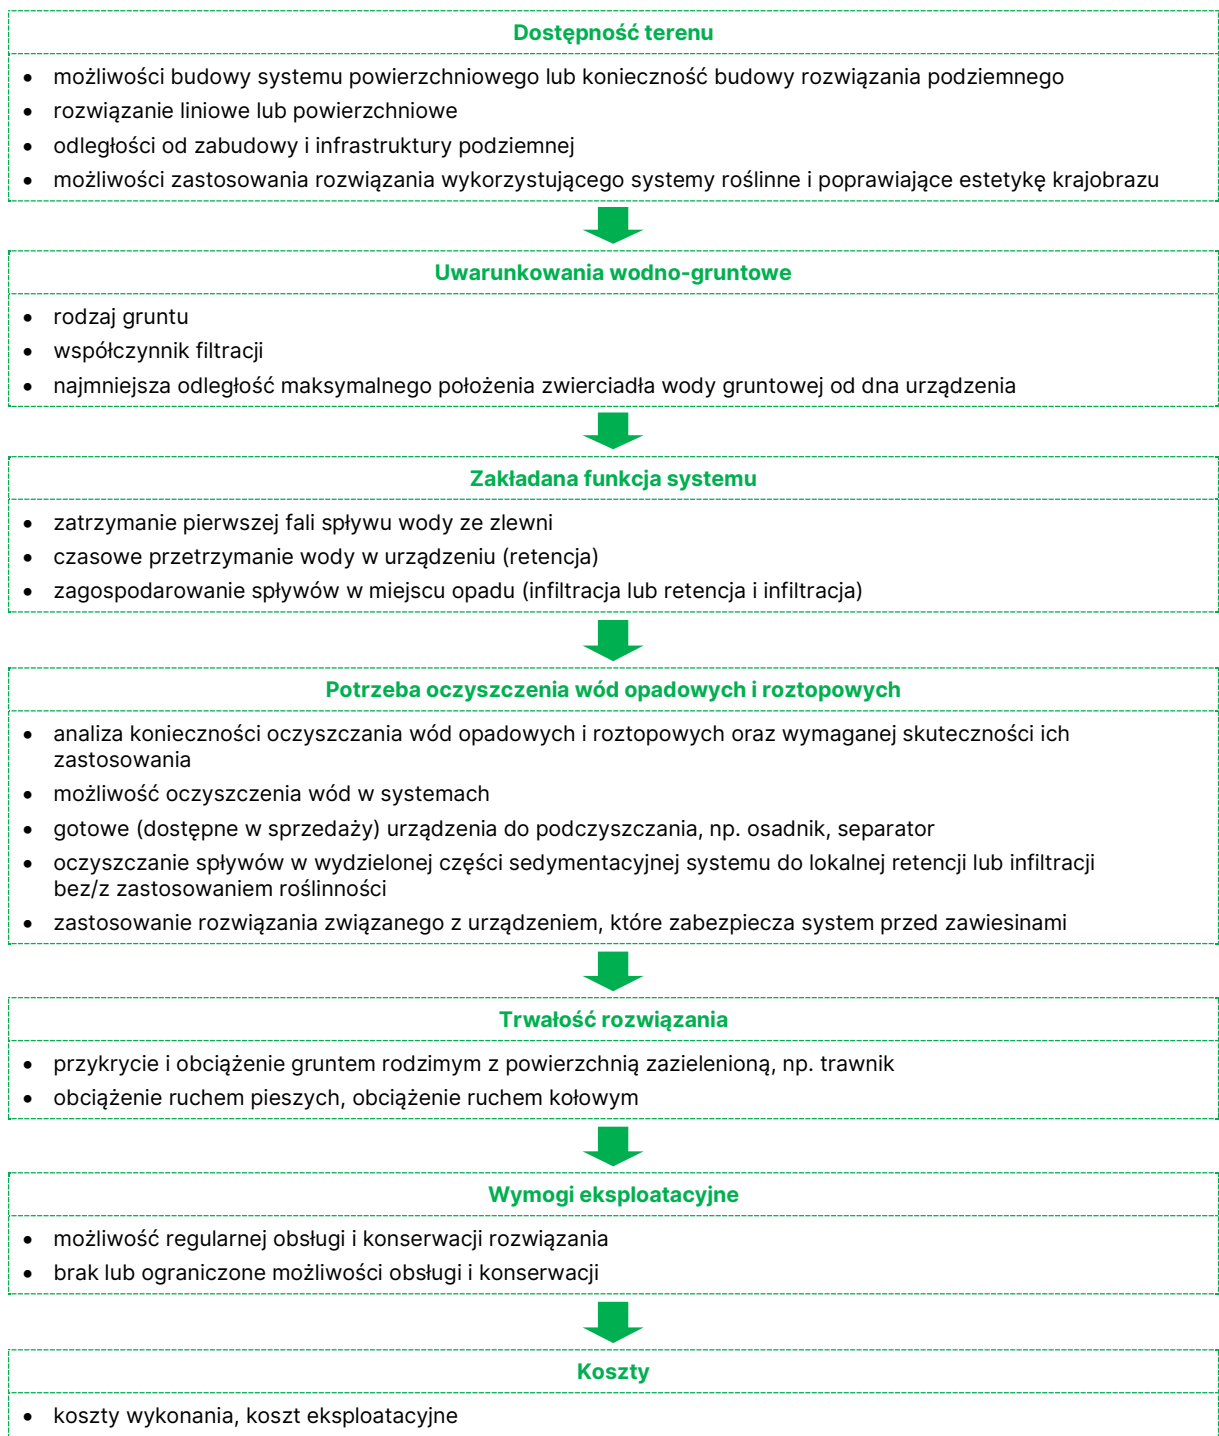 Dostępność terenu
• możliwości budowy systemu powierzchniowego lub konieczność budowy rozwiązania podziemnego
• rozwiązanie liniowe lub powierzchniowe
• odległości od zabudowy i infrastruktury podziemnej
• możliwości zastosowania rozwiązania wykorzystującego systemy roślinne i poprawiające estetykę krajobrazu
Uwarunkowania wodno-gruntowe
• rodzaj gruntu
• współczynnik filtracji
• najmniejsza odległość maksymalnego położenia zwierciadła wody gruntowej od dna urządzenia
Zakładana funkcja systemu
• zatrzymanie pierwszej fali spływu wody ze zlewni
• czasowe przetrzymanie wody w urządzeniu (retencja)
• zagospodarowanie spływów w miejscu opadu (infiltracja lub retencja i infiltracja)
Potrzeba oczyszczenia wód opadowych i roztopowych
• analiza konieczności oczyszczania wód opadowych i roztopowych oraz wymaganej skuteczności ich
zastosowania
• możliwość oczyszczenia wód w systemach
• gotowe (dostępne w sprzedaży) urządzenia do podczyszczania, np. osadnik, separator
• oczyszczanie spływów w wydzielonej części sedymentacyjnej systemu do lokalnej retencji lub infiltracji
bez/z zastosowaniem roślinności
• zastosowanie rozwiązania związanego z urządzeniem, które zabezpiecza system przed zawiesinami
Trwałość rozwiązania
• przykrycie i obciążenie gruntem rodzimym z powierzchnią zazielenioną, np. trawnik
• obciążenie ruchem pieszych, obciążenie ruchem kołowym
Wymogi eksploatacyjne
• możliwość regularnej obsługi i konserwacji rozwiązania
• brak lub ograniczone możliwości obsługi i konserwacji
Koszty
• koszty wykonania, koszt eksploatacyjne